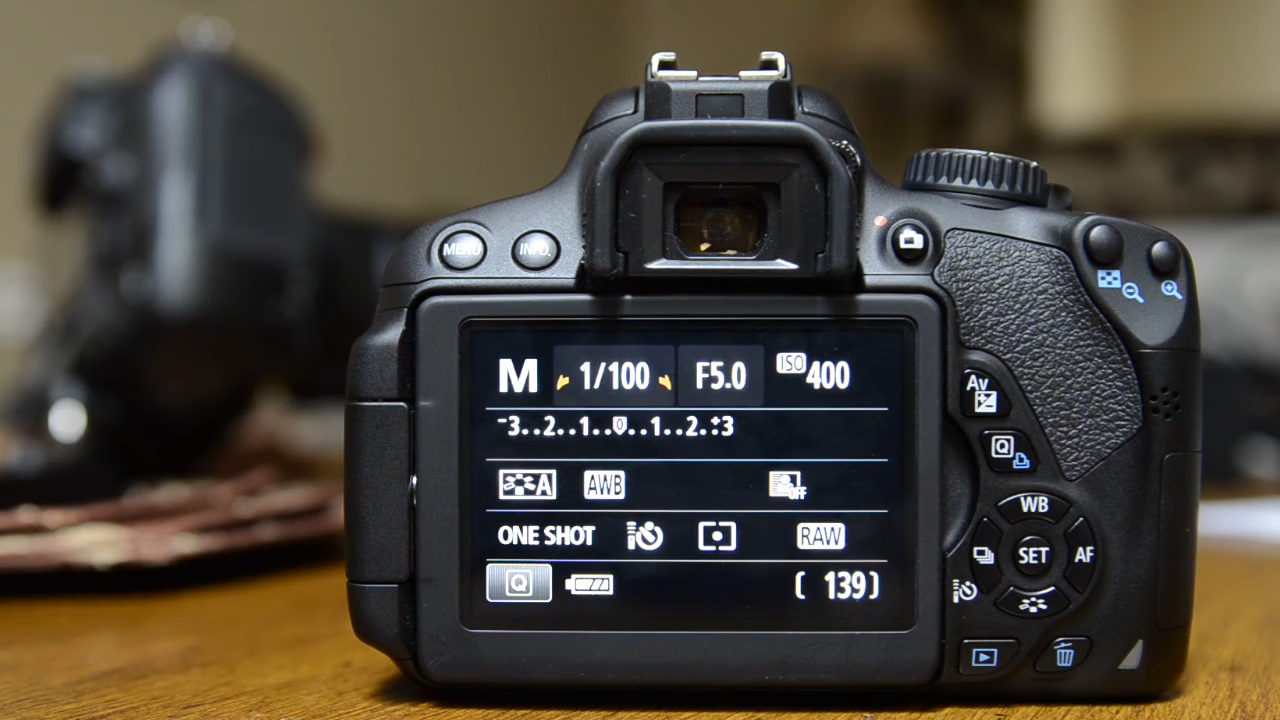 MENU INFO.
M 1/100 F5.0 ISO 400
-3..2..1..0..1..2.:+3
A AWB OFF
ONE SHOT RAW
Q [ 139]
Av
Q
WB
SET AF